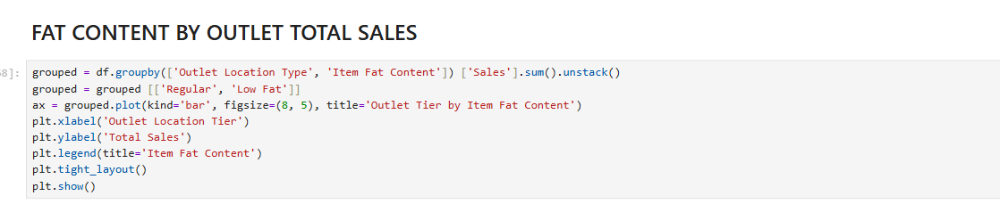 FAT CONTENT BY OUTLET TOTAL SALES
8]:
grouped = df.groupby(['Outlet Location Type', 'Item Fat Content']) ['Sales'].sum().unstack()
grouped = grouped [['Regular', 'Low Fat']]
ax = grouped.plot(kind='bar', figsize=(8, 5), title='Outlet Tier by Item Fat Content')
plt.xlabel('Outlet Location Tier')
plt.ylabel('Total Sales')
plt.legend(title='Item Fat Content')
plt.tight_layout()
plt.show()